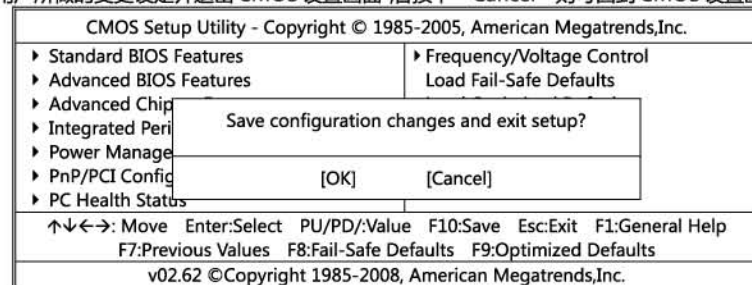 CMOS Setup Utility - Copyright © 1985-2005, American Megatrends,Inc.
Standard BIOS Features
Advanced BIOS Features
Advanced Chip
Integrated Peri
Power Manage
PnP/PCI Config
PC Health Status
Frequency/Voltage Control
Load Fail-Safe Defaults
Save configuration changes and exit setup?
[OK] [Cancel]
↑↓←→: Move Enter:Select PU/PD/:Value F10:Save Esc:Exit F1:General Help
F7:Previous Values F8:Fail-Safe Defaults F9:Optimized Defaults
v02.62 ©Copyright 1985-2008, American Megatrends,Inc.